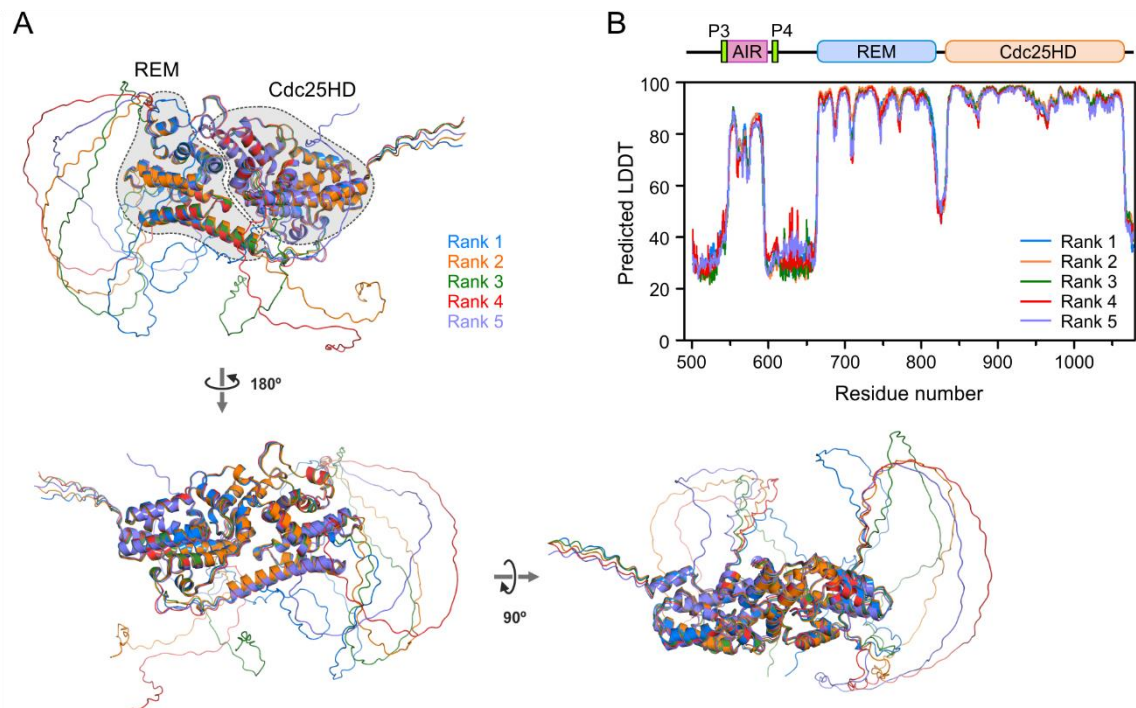 A
REM
Cdc25HD
Rank 1
Rank 2
Rank 3
Rank 4
Rank 5
180º
90º
B
P3
P4
AIR
REM
Cdc25HD
100
80
60
40
20
0
Predicted LDDT
Rank 1
Rank 2
Rank 3
Rank 4
Rank 5
500 600 700 800 900 1000
Residue number